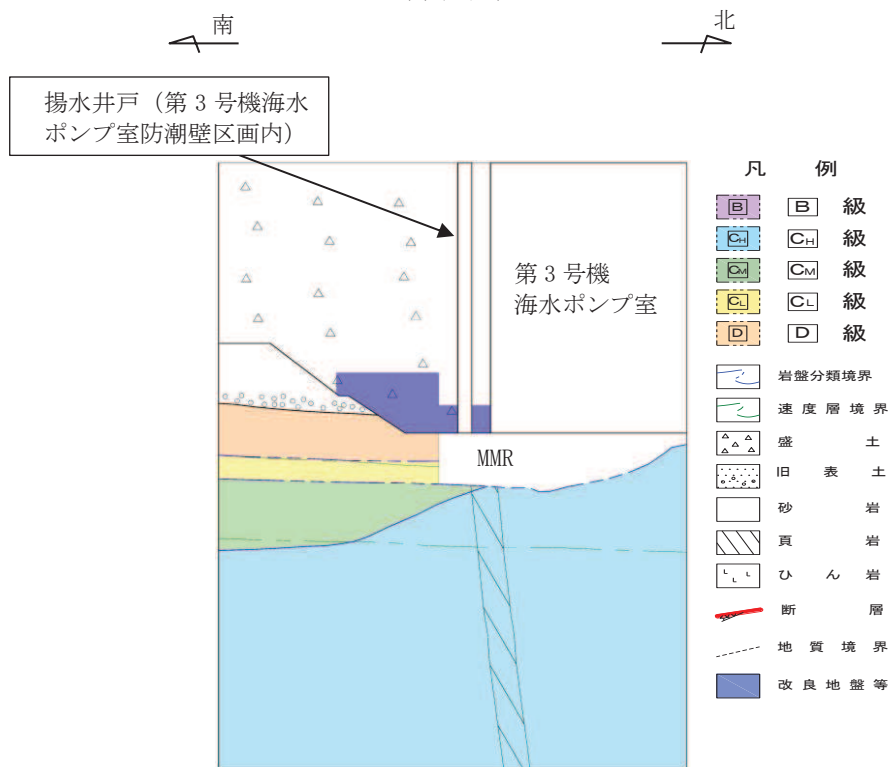 南
北
揚水井戸（第 3 号機海水
ポンプ室防潮壁区画内）
第 3 号機
海水ポンプ室
MMR
凡 例
B B 級
CH CH 級
CM CM 級
CL CL 級
D D 級
岩盤分類境界
速度層境界
盛 土
旧表土
砂 岩
頁 岩
ひん岩
断 層
地質境界
改良地盤等